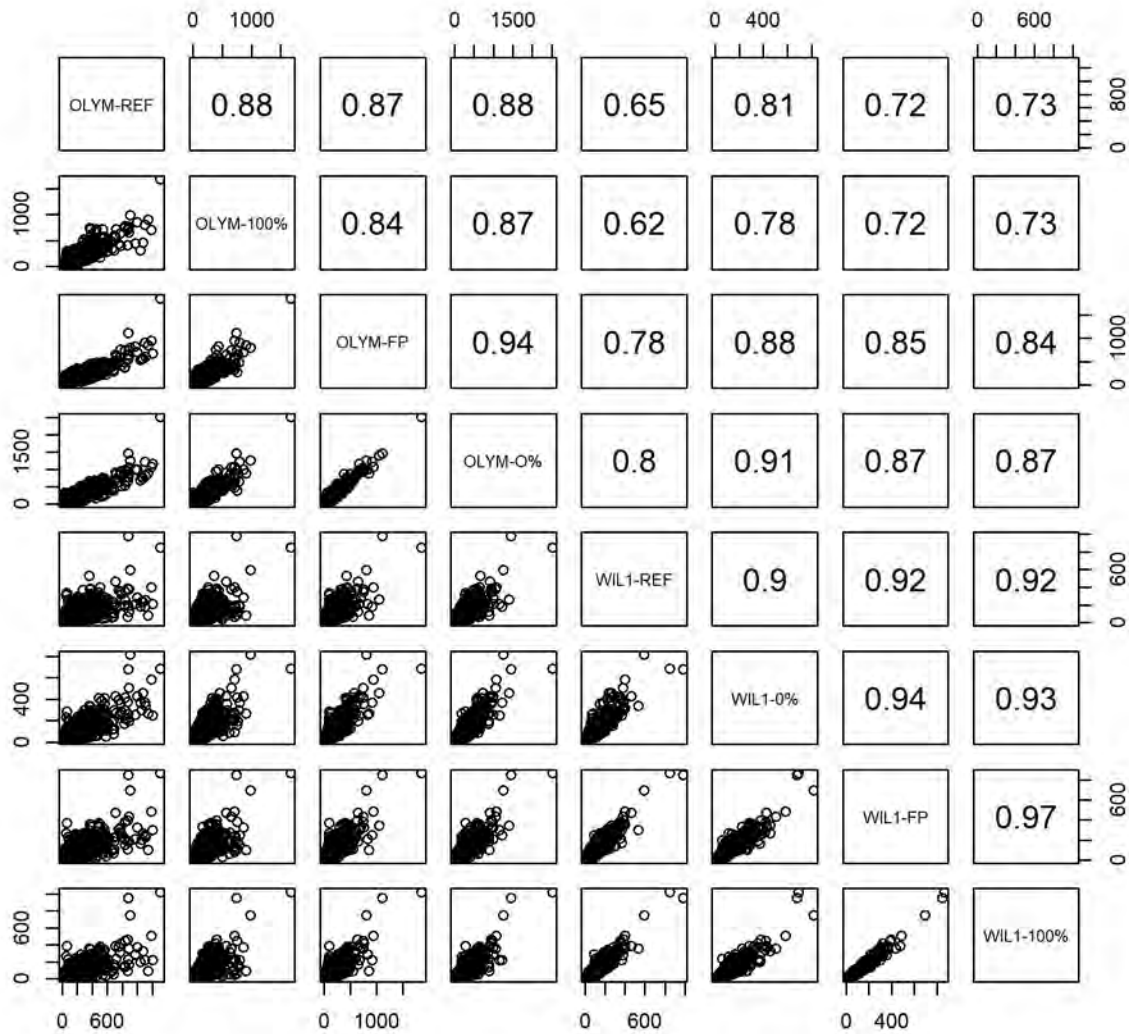 0 1000 0 1500 0 400 0 600
OLYM-REF 0.88 0.87 0.88 0.65 0.81 0.72 0.73 0 800
0 1000 OLYM-100% 0.84 0.87 0.62 0.78 0.72 0.73
OLYM-FP 0.94 0.78 0.88 0.85 0.84 0 1000
0 1500 OLYM-O% 0.8 0.91 0.87 0.87
WIL1-REF 0.9 0.92 0.92 0 600
0 400 WIL1-0% 0.94 0.93
WIL1-FP 0.97 0 600
0 600 WIL1-100%
0 600 0 1000 0 600 0 400